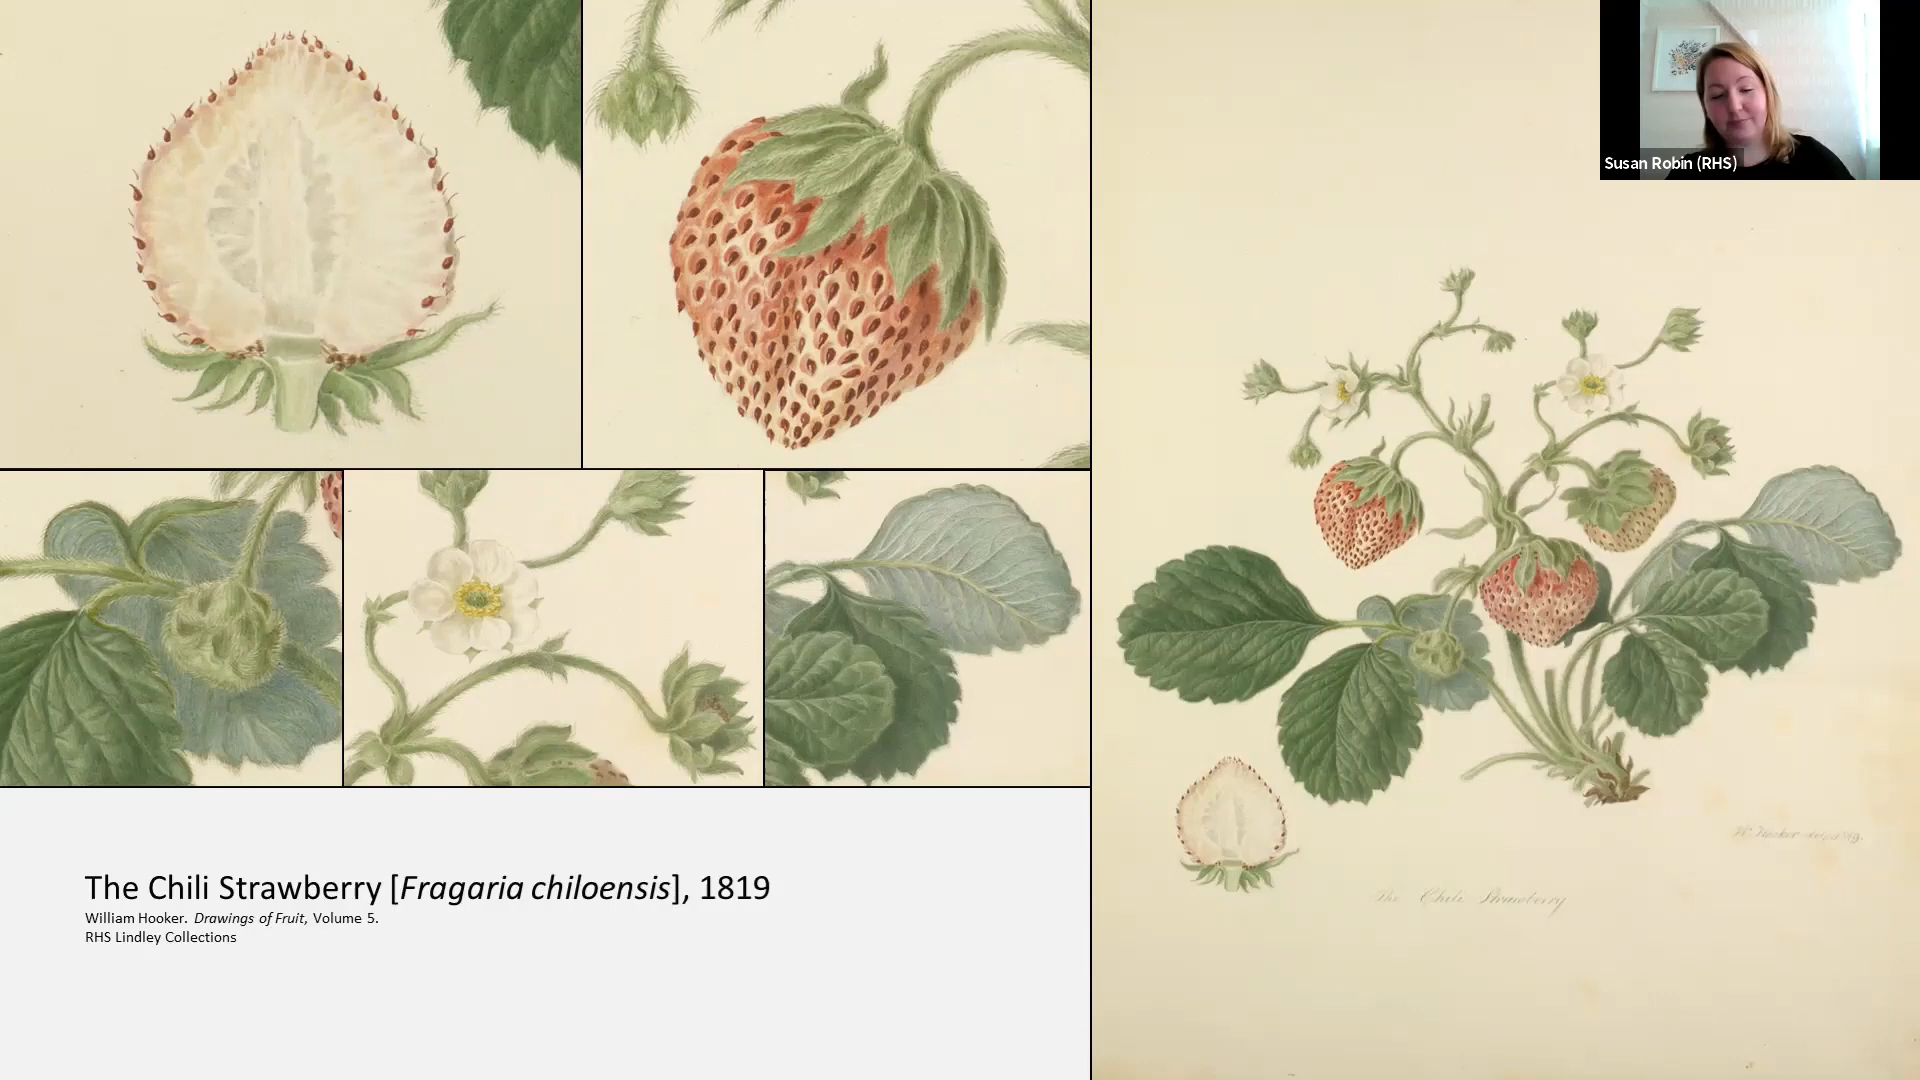 Susan Robin (RHS)
The Chili Strawberry [Fragaria chiloensis], 1819
William Hooker. Drawings of Fruit, Volume 5.
RHS Lindley Collections
W. Hooker
The Chili Strawberry